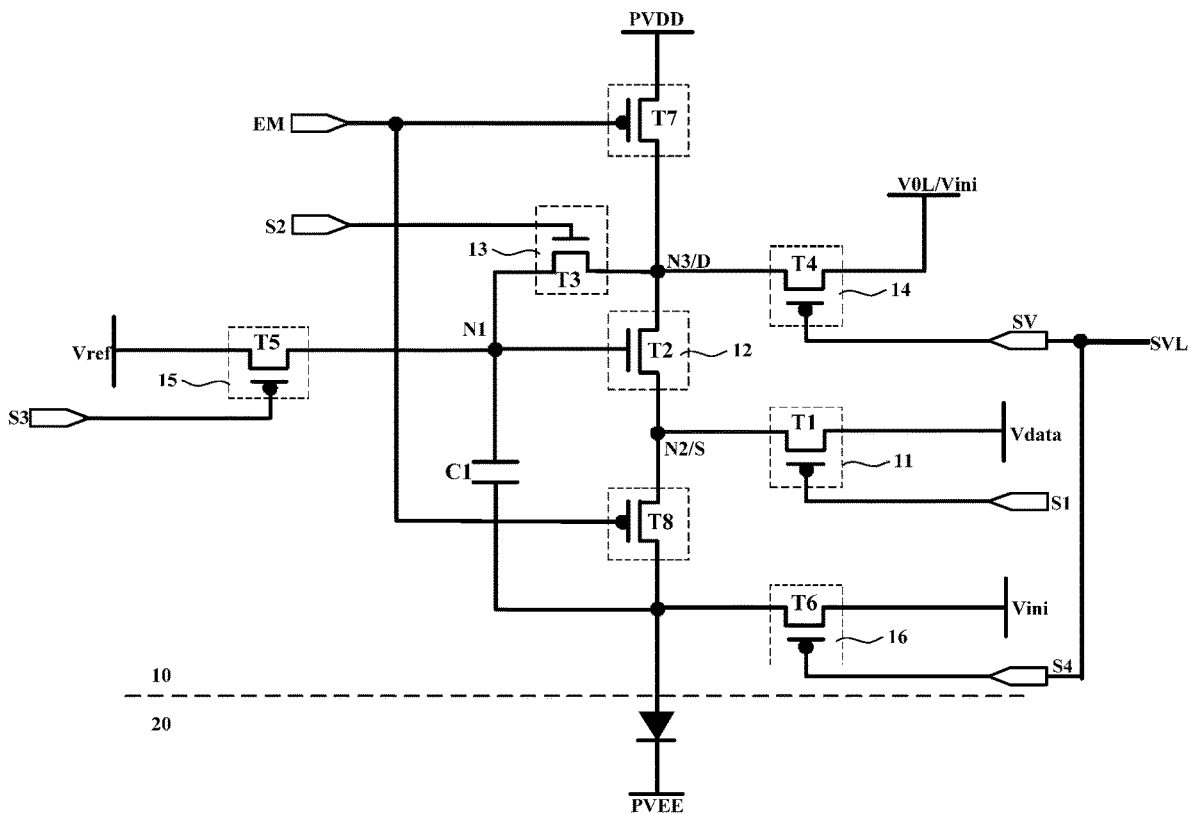 PVDD
EM
T7
V0L/Vini
S2
13
T3
N3/D
T4
14
N1
SV
SVL
Vref
T5
15
T2
12
S3
T1
Vdata
N2/S
11
C1
S1
T8
T6
Vini
16
S4
10
20
PVEE